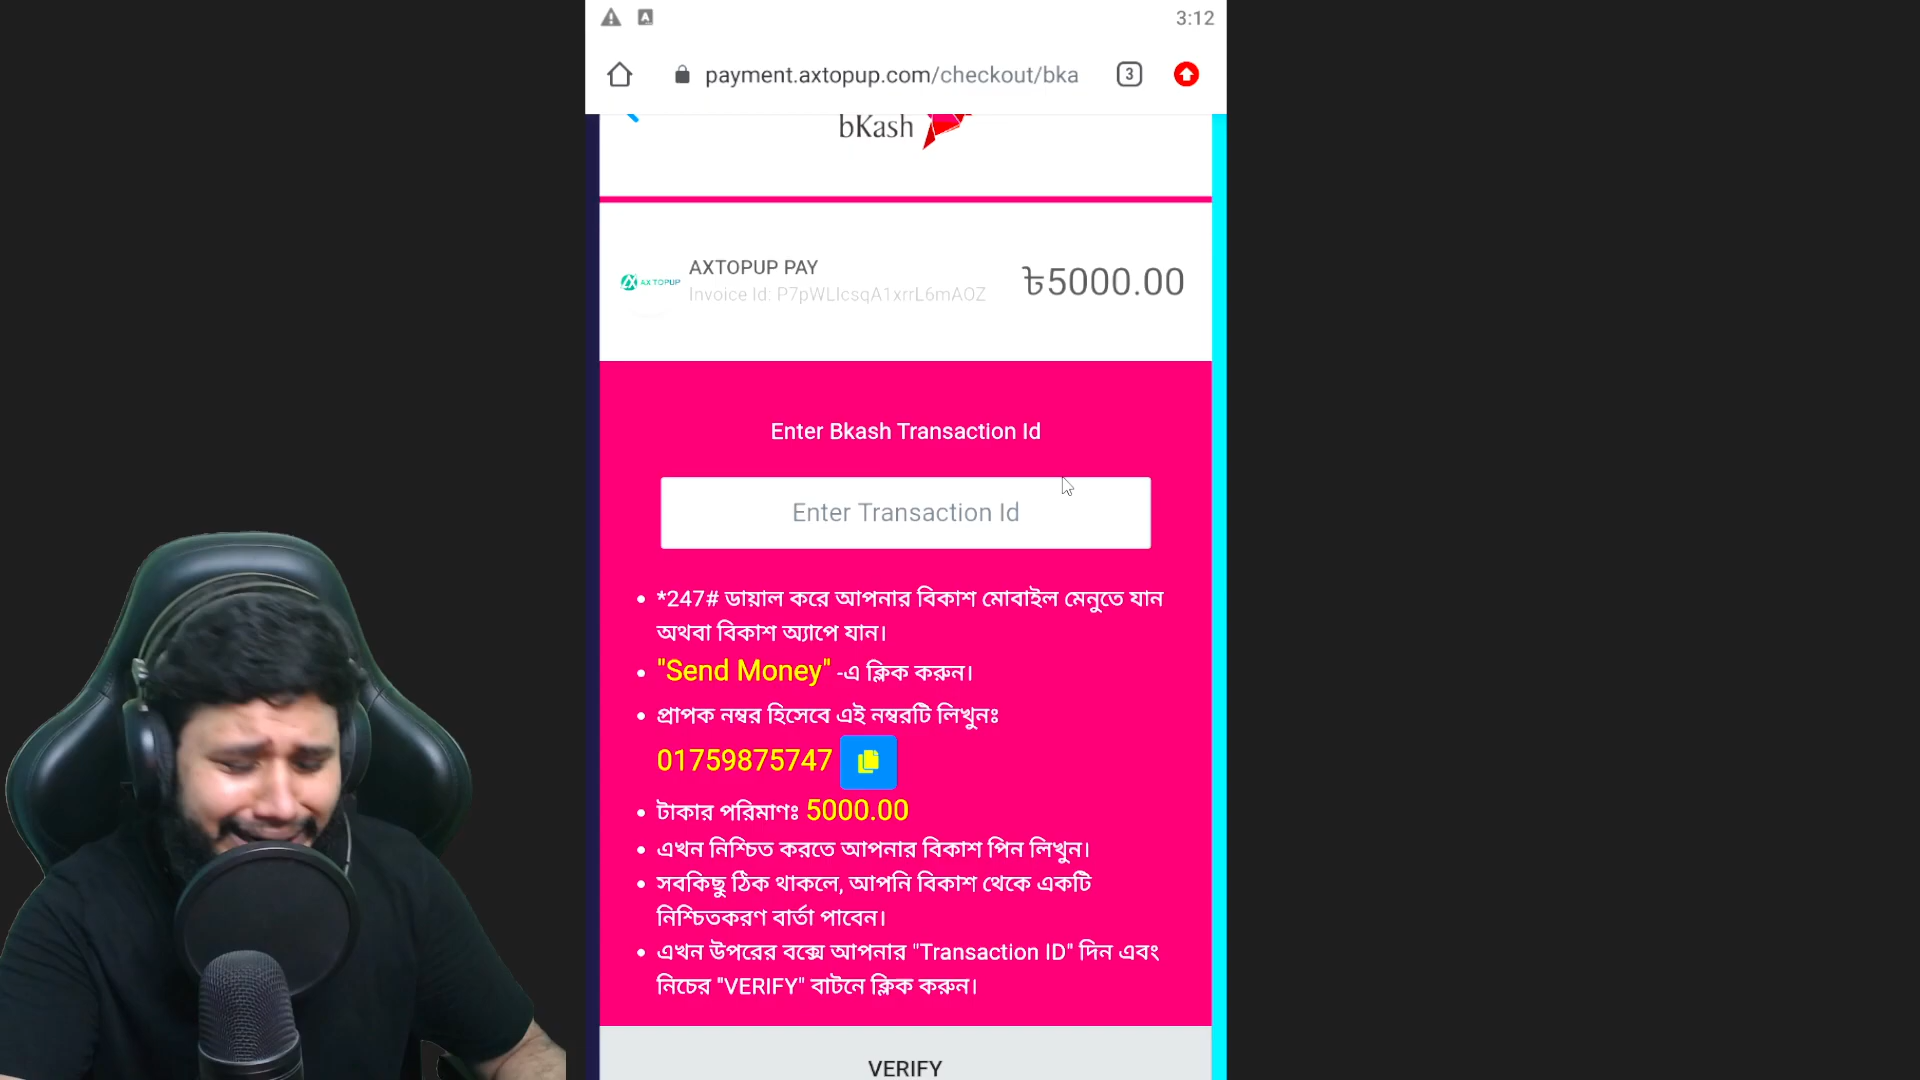 3:12
payment.axtopup.com/checkout/bka
3
bKash
AXTOPUP PAY
৳5000.00
AX TOPUP
Invoice Id: P7pWLIcsqA1xrrL6mAOZ
Enter Bkash Transaction Id
Enter Transaction Id
*247# ডায়াল করে আপনার বিকাশ মোবাইল মেনুতে যান
অথবা বিকাশ অ্যাপে যান।
"Send Money" -এ ক্লিক করুন।
প্রাপক নম্বর হিসেবে এই নম্বরটি লিখুনঃ
01759875747
টাকার পরিমাণঃ 5000.00
এখন নিশ্চিত করতে আপনার বিকাশ পিন লিখুন।
সবকিছু ঠিক থাকলে, আপনি বিকাশ থেকে একটি
নিশ্চিতকরণ বার্তা পাবেন।
এখন উপরের বক্সে আপনার "Transaction ID" দিন এবং
নিচের "VERIFY" বাটনে ক্লিক করুন।
VERIFY